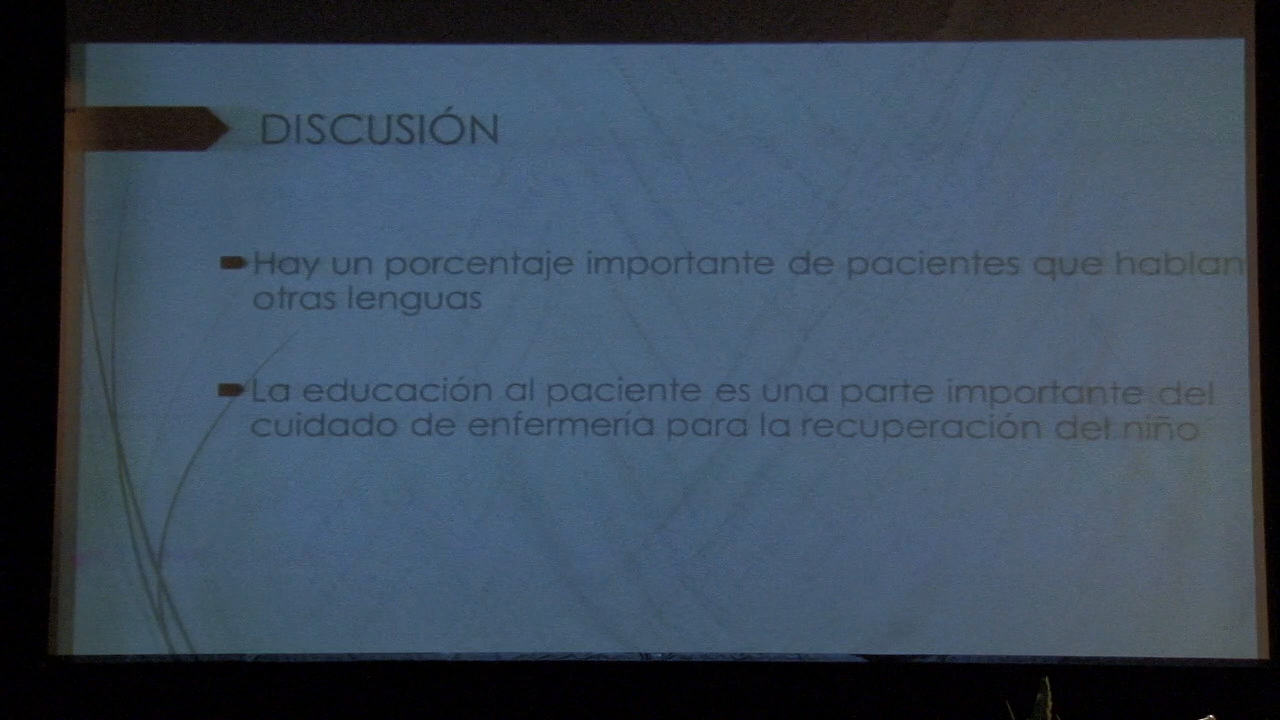 DISCUSIÓN
Hay un porcentaje importante de pacientes que hablan
otras lenguas
La educación al paciente es una parte importante del
cuidado de enfermería para la recuperación del niño